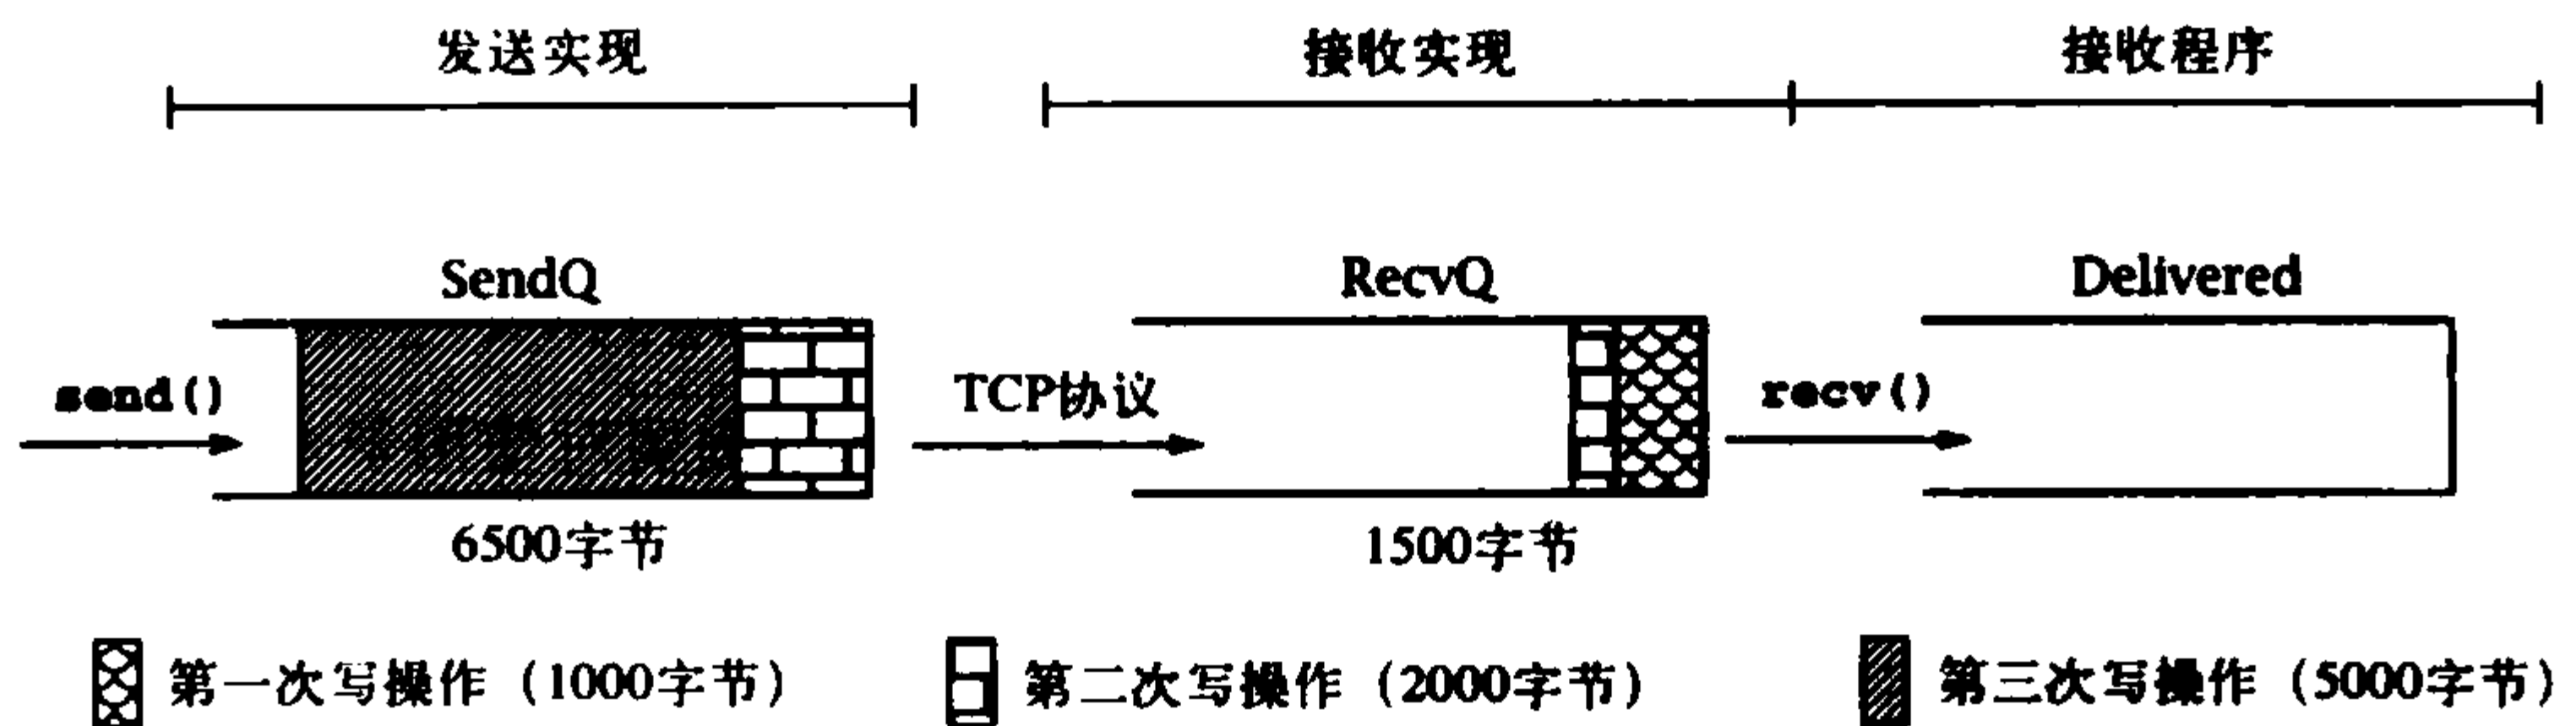 发送实现 接收实现 接收程序
SendQ RecvQ Delivered
send() TCP协议 recv()
6500字节 1500字节
第一次写操作（1000字节） 第二次写操作（2000字节） 第三次写操作（5000字节）